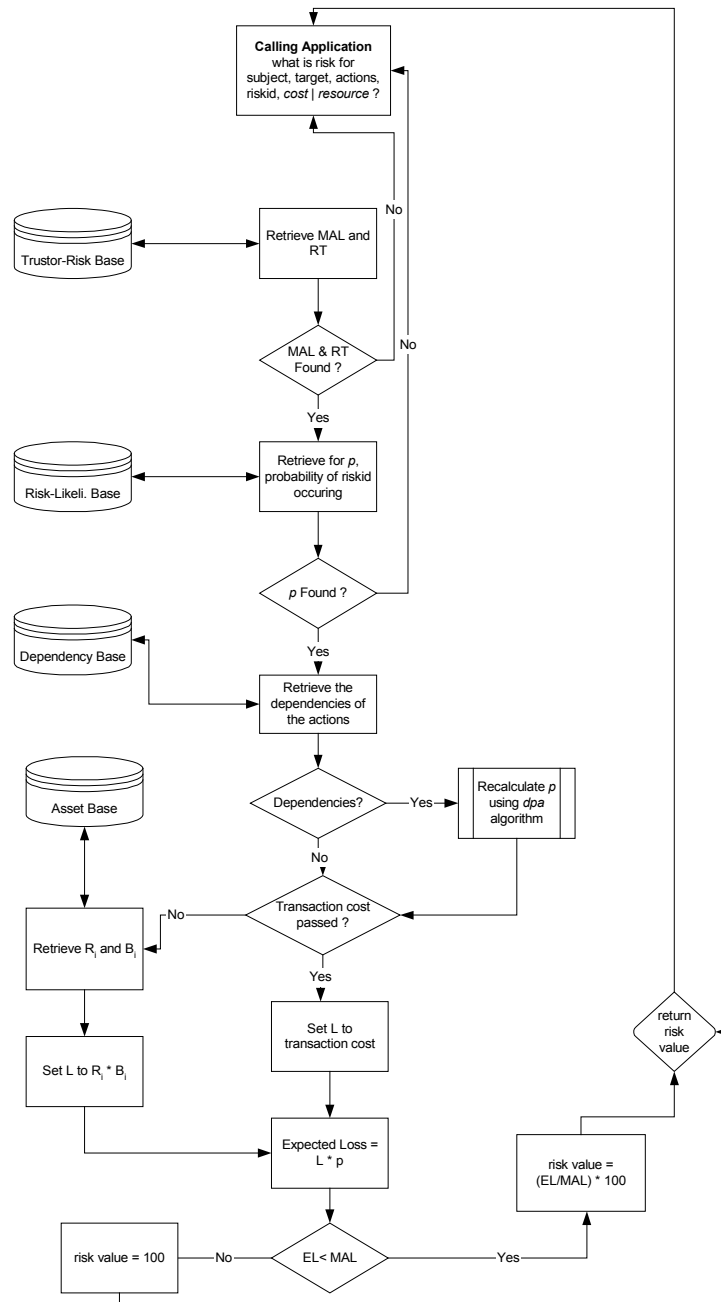 Calling Application
what is risk for
subject, target, actions,
riskid, cost | resource ?
No
Trustor-Risk Base
Retrieve MAL and
RT
No
MAL & RT
Found ?
Yes
Risk-Likeli. Base
Retrieve for p,
probability of riskid
occuring
p Found ?
Yes
Dependency Base
Retrieve the
dependencies of
the actions
Asset Base
Dependencies?
Yes
Recalculate p
using dpa
algorithm
No
Transaction cost
passed ?
No
Retrieve Ri and Bi
Yes
Set L to
transaction cost
return
risk
value
Set L to Ri * Bi
Expected Loss =
L * p
risk value =
(EL/MAL) * 100
risk value = 100
No
EL< MAL
Yes